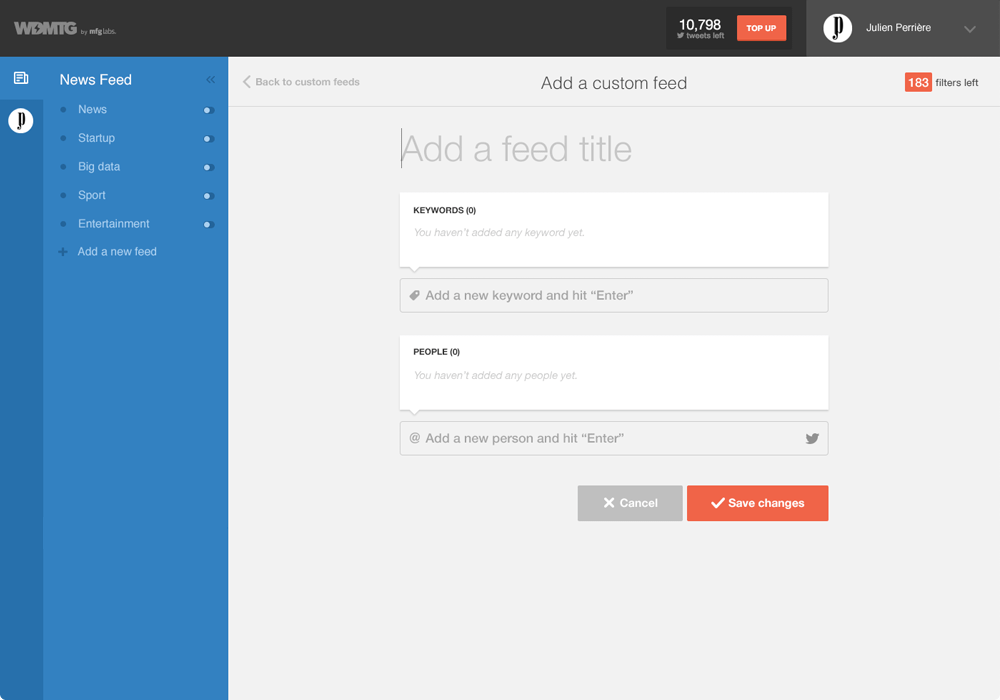 WDMTG by mfg labs.
10,798
tweets left
TOP UP
Julien Perrière
News Feed
News
Startup
Big data
Sport
Entertainment
Add a new feed
Back to custom feeds
Add a custom feed
183 filters left
Add a feed title
KEYWORDS (0)
You haven't added any keyword yet.
Add a new keyword and hit “Enter”
PEOPLE (0)
You haven't added any people yet.
@ Add a new person and hit “Enter”
Cancel
Save changes